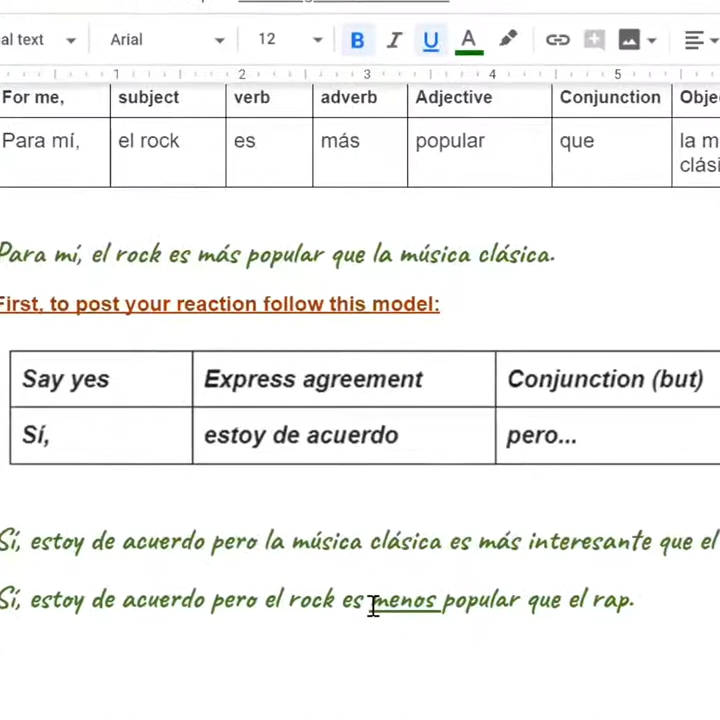 al text Arial 12 B I U A
1 2 3 4 5
For me, subject verb adverb Adjective Conjunction Obje
Para mí, el rock es más popular que la m
clási
Para mí, el rock es más popular que la música clásica.
First, to post your reaction follow this model:
Say yes Express agreement Conjunction (but)
Sí, estoy de acuerdo pero...
Sí, estoy de acuerdo pero la música clásica es más interesante que el
Sí, estoy de acuerdo pero el rock es menos popular que el rap.